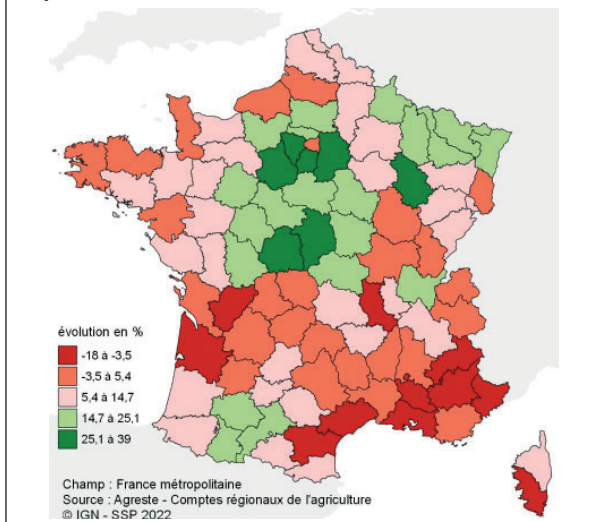 évolution en %
-18 à -3,5
-3,5 à 5,4
5,4 à 14,7
14,7 à 25,1
25,1 à 39
Champ : France métropolitaine
Source : Agreste - Comptes régionaux de l'agriculture
© IGN - SSP 2022